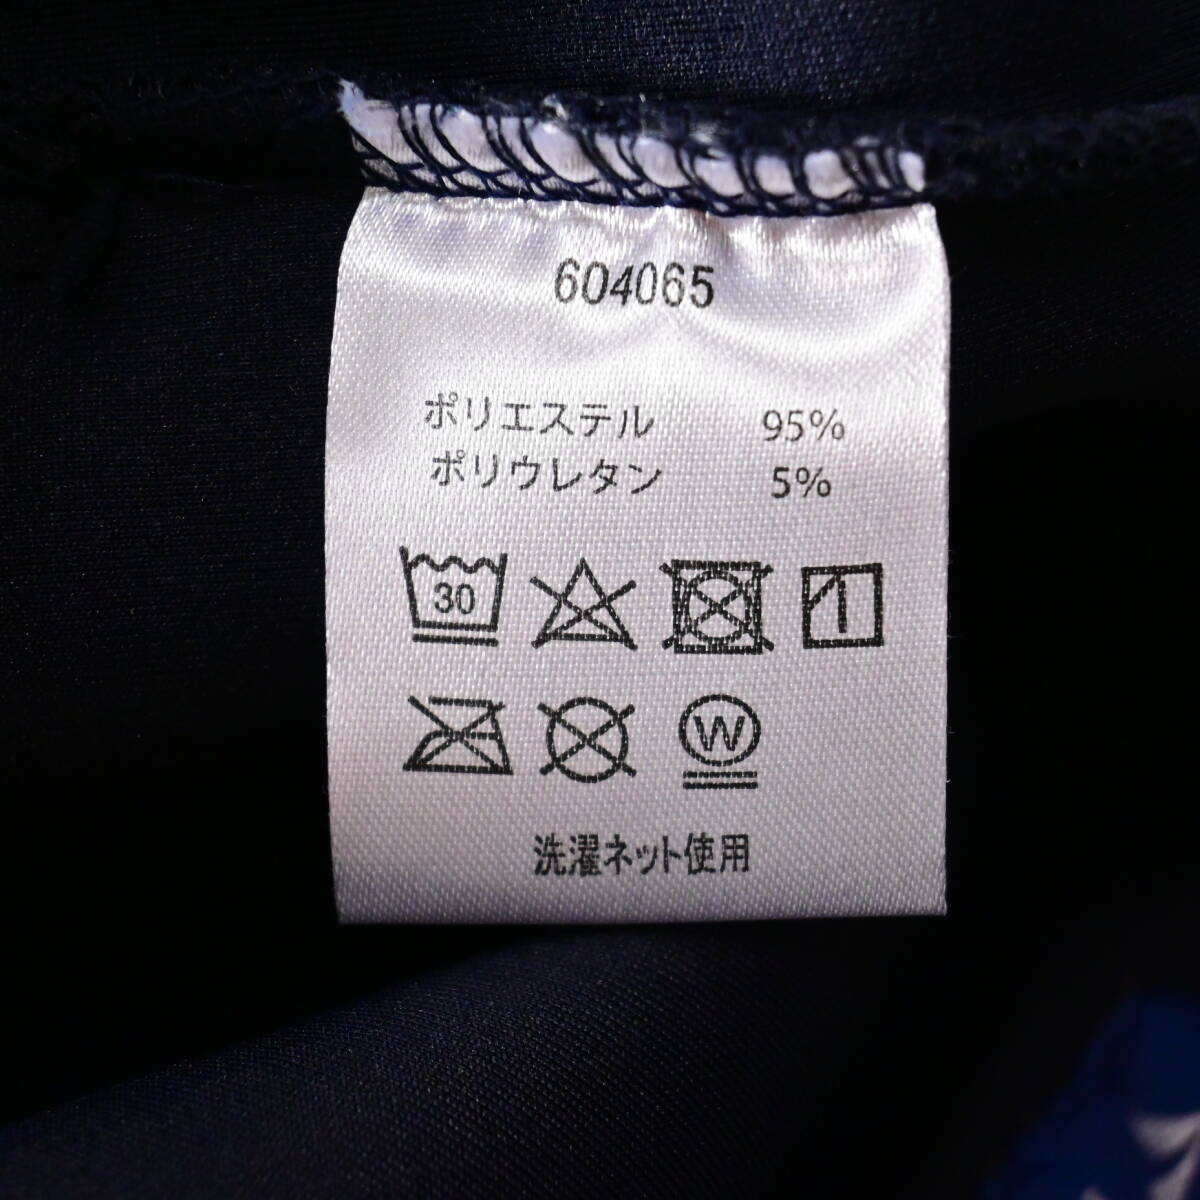 604065
ポリエステル 95%
ポリウレタン 5%
30
W
洗濯ネット使用